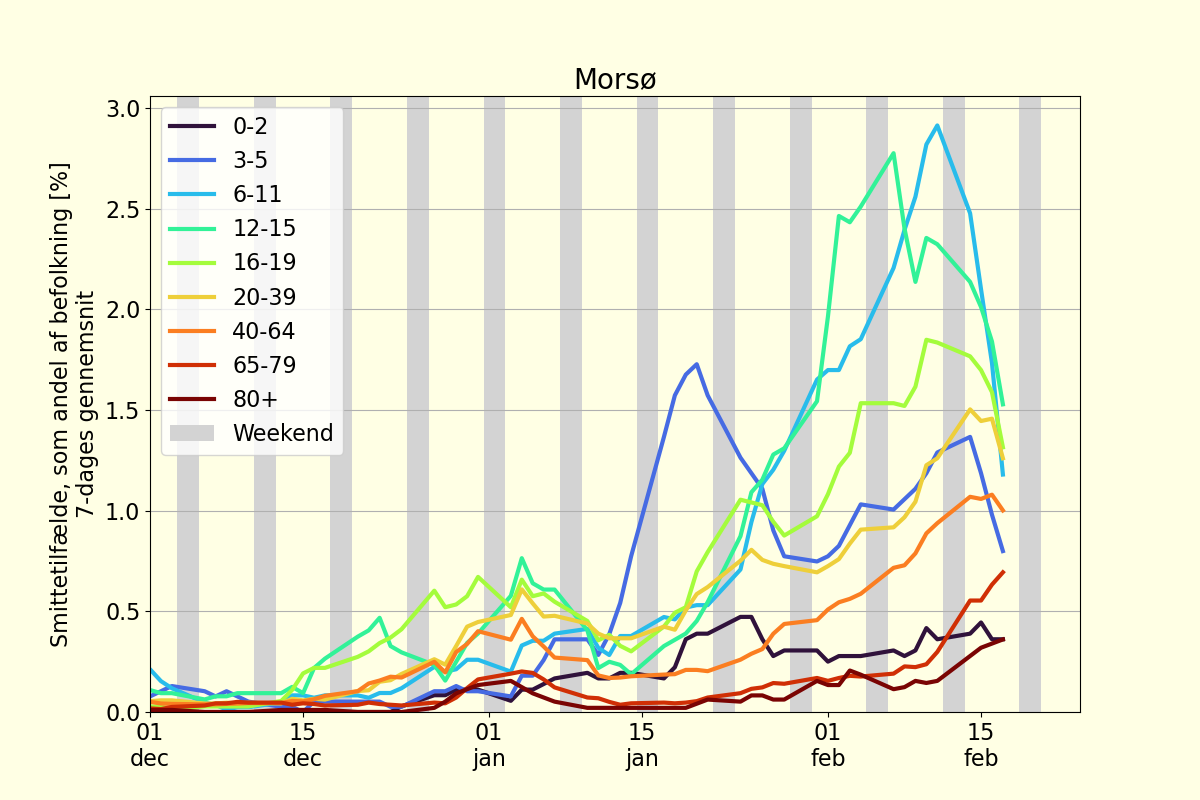 Morsø
Smittetilfælde, som andel af befolkning [%]
7-dages gennemsnit
3.0
2.5
2.0
1.5
1.0
0.5
0.0
0-2
3-5
6-11
12-15
16-19
20-39
40-64
65-79
80+
Weekend
01 15 01 15 01 15
dec dec jan jan feb feb